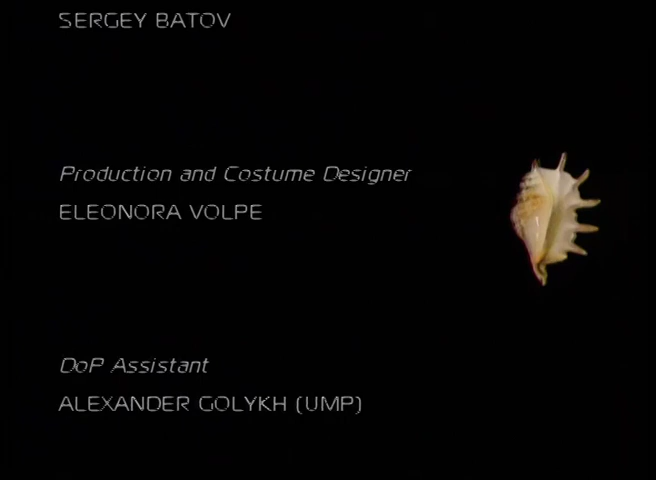 SERGEY BATOV
Production and Costume Designer
ELEONORA VOLPE
DoP Assistant
ALEXANDER GOLYKH (UMP)